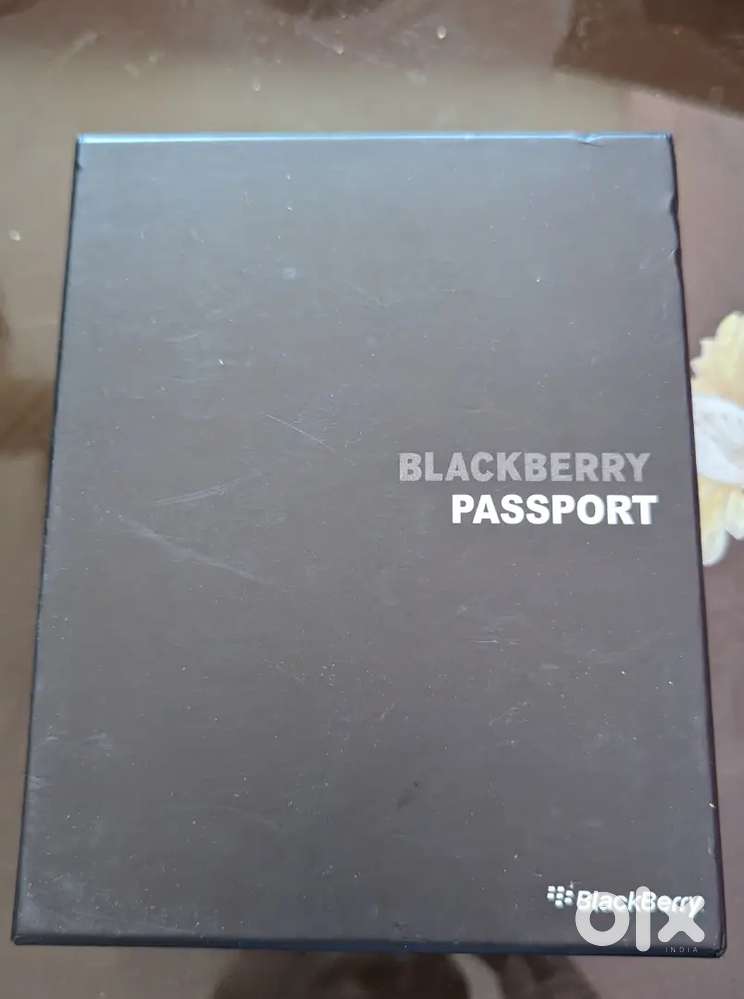 BLACKBERRY
PASSPORT
BlackBerry
olx
INDIA